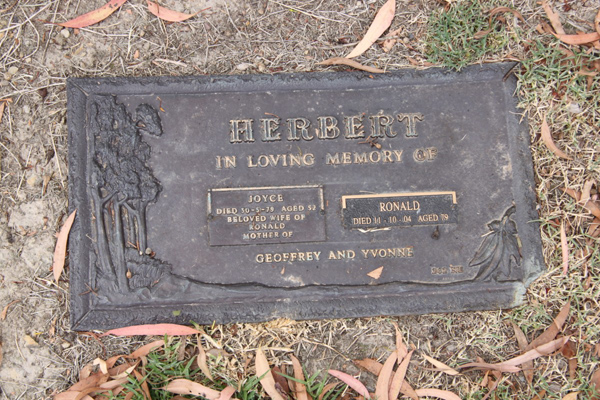 HERBERT
IN LOVING MEMORY OF
JOYCE
DIED 30-5-78 AGED 52
BELOVED WIFE OF
RONALD
MOTHER OF
RONALD
DIED 31-10-04 AGED 79
GEOFFREY AND YVONNE